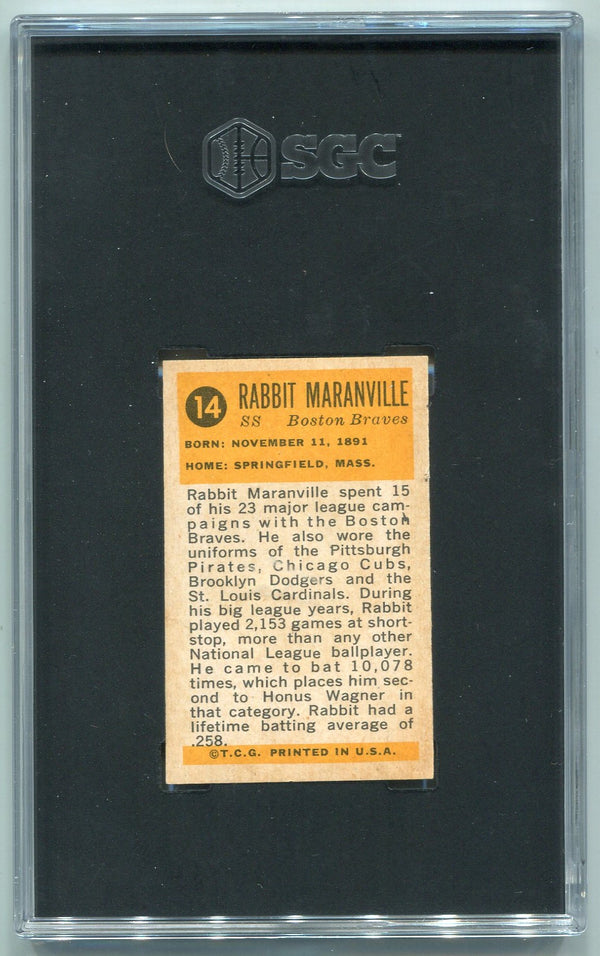 SGC
14
RABBIT MARANVILLE
SS Boston Braves
BORN: NOVEMBER 11, 1891
HOME: SPRINGFIELD, MASS.
Rabbit Maranville spent 15
of his 23 major league cam-
paigns with the Boston
Braves. He also wore the
uniforms of the Pittsburgh
Pirates, Chicago Cubs,
Brooklyn Dodgers and the
St. Louis Cardinals. During
his big league years, Rabbit
played 2,153 games at short-
stop, more than any other
National League ballplayer.
He came to bat 10,078
times, which places him sec-
ond to Honus Wagner in
that category. Rabbit had a
lifetime batting average of
.258.
©T.C.G. PRINTED IN U.S.A.